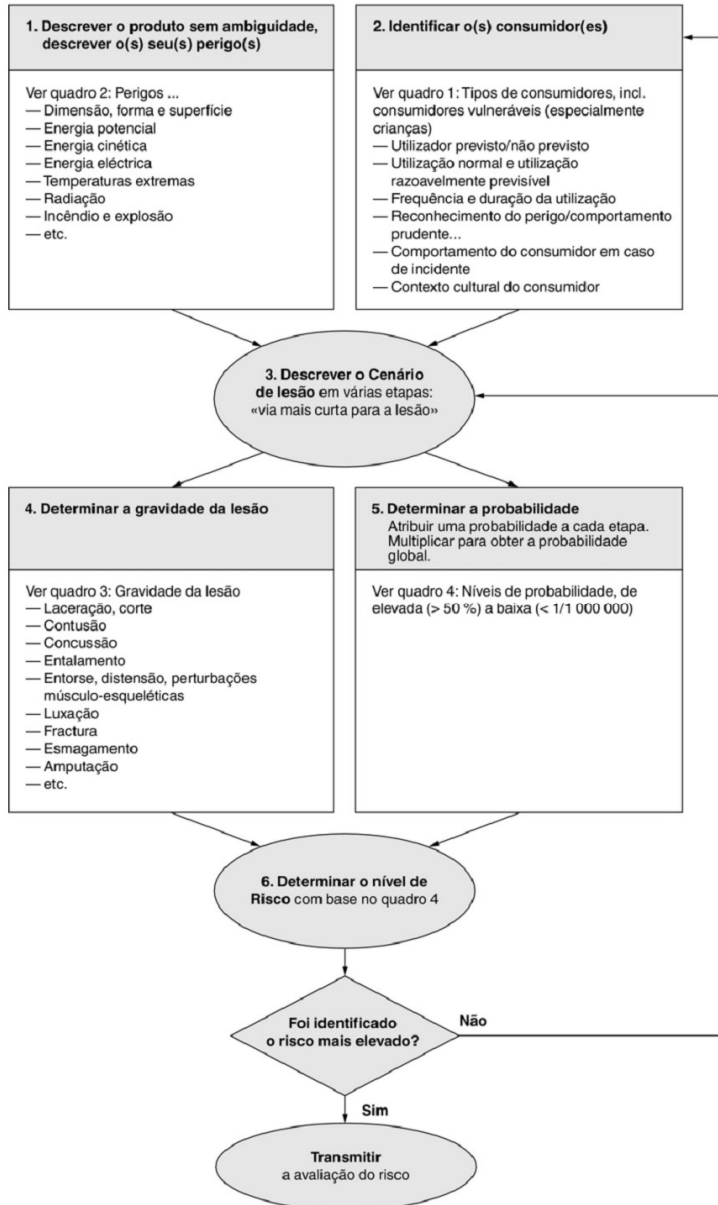 1. Descrever o produto sem ambiguidade,
descrever o(s) seu(s) perigo(s)
Ver quadro 2: Perigos ...
— Dimensão, forma e superfície
— Energia potencial
— Energia cinética
— Energia eléctrica
— Temperaturas extremas
— Radiação
— Incêndio e explosão
— etc.
2. Identificar o(s) consumidor(es)
Ver quadro 1: Tipos de consumidores, incl.
consumidores vulneráveis (especialmente
crianças)
— Utilizador previsto/não previsto
— Utilização normal e utilização
razoavelmente previsível
— Frequência e duração da utilização
— Reconhecimento do perigo/comportamento
prudente...
— Comportamento do consumidor em caso
de incidente
— Contexto cultural do consumidor
3. Descrever o Cenário
de lesão em várias etapas:
«via mais curta para a lesão»
4. Determinar a gravidade da lesão
Ver quadro 3: Gravidade da lesão
— Laceração, corte
— Contusão
— Concussão
— Entalamento
— Entorse, distensão, perturbações
músculo-esqueléticas
— Luxação
— Fractura
— Esmagamento
— Amputação
— etc.
5. Determinar a probabilidade
Atribuir uma probabilidade a cada etapa.
Multiplicar para obter a probabilidade
global.
Ver quadro 4: Níveis de probabilidade, de
elevada (> 50 %) a baixa (< 1/1 000 000)
6. Determinar o nível de
Risco com base no quadro 4
Foi identificado
o risco mais elevado?
Não
Sim
Transmitir
a avaliação do risco